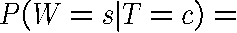 P(W = s|T = c) =